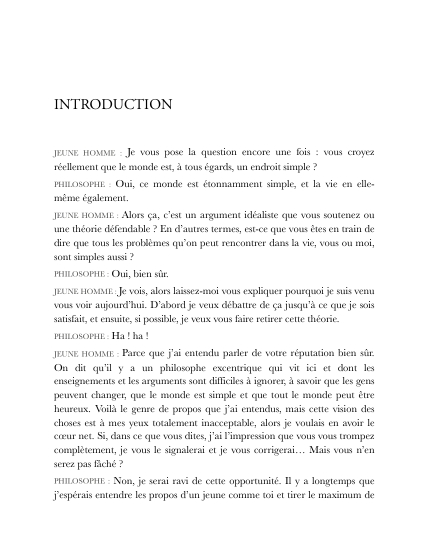 INTRODUCTION
JEUNE HOMME : Je vous pose la question encore une fois : vous croyez
réellement que le monde est, à tous égards, un endroit simple ?
PHILOSOPHE : Oui, ce monde est étonnamment simple, et la vie en elle-
même également.
JEUNE HOMME : Alors ça, c’est un argument idéaliste que vous soutenez ou
une théorie défendable ? En d’autres termes, est-ce que vous êtes en train de
dire que tous les problèmes qu’on peut rencontrer dans la vie, vous ou moi,
sont simples aussi ?
PHILOSOPHE : Oui, bien sûr.
JEUNE HOMME : Je vois, alors laissez-moi vous expliquer pourquoi je suis venu
vous voir aujourd’hui. D’abord je veux débattre de ça jusqu’à ce que je sois
satisfait, et ensuite, si possible, je veux vous faire retirer cette théorie.
PHILOSOPHE : Ha ! ha !
JEUNE HOMME : Parce que j’ai entendu parler de votre réputation bien sûr.
On dit qu’il y a un philosophe excentrique qui vit ici et dont les
enseignements et les arguments sont difficiles à ignorer, à savoir que les gens
peuvent changer, que le monde est simple et que tout le monde peut être
heureux. Voilà le genre de propos que j’ai entendus, mais cette vision des
choses est à mes yeux totalement inacceptable, alors je voulais en avoir le
cœur net. Si, dans ce que vous dites, j’ai l’impression que vous vous trompez
complètement, je vous le signalerai et je vous corrigerai… Mais vous n’en
serez pas fâché ?
PHILOSOPHE : Non, je serai ravi de cette opportunité. Il y a longtemps que
j’espérais entendre les propos d’un jeune comme toi et tirer le maximum de